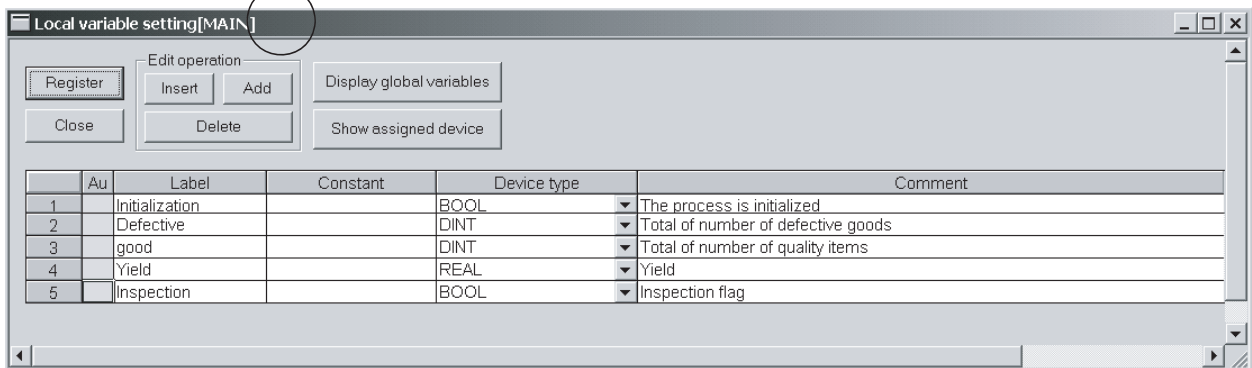 Local variable setting[MAIN]
Edit operation
Register
Insert
Add
Display global variables
Close
Delete
Show assigned device
Au Label Constant Device type Comment
1 Initialization BOOL The process is initialized
2 Defective DINT Total of number of defective goods
3 good DINT Total of number of quality items
4 Yield REAL Yield
5 Inspection BOOL Inspection flag